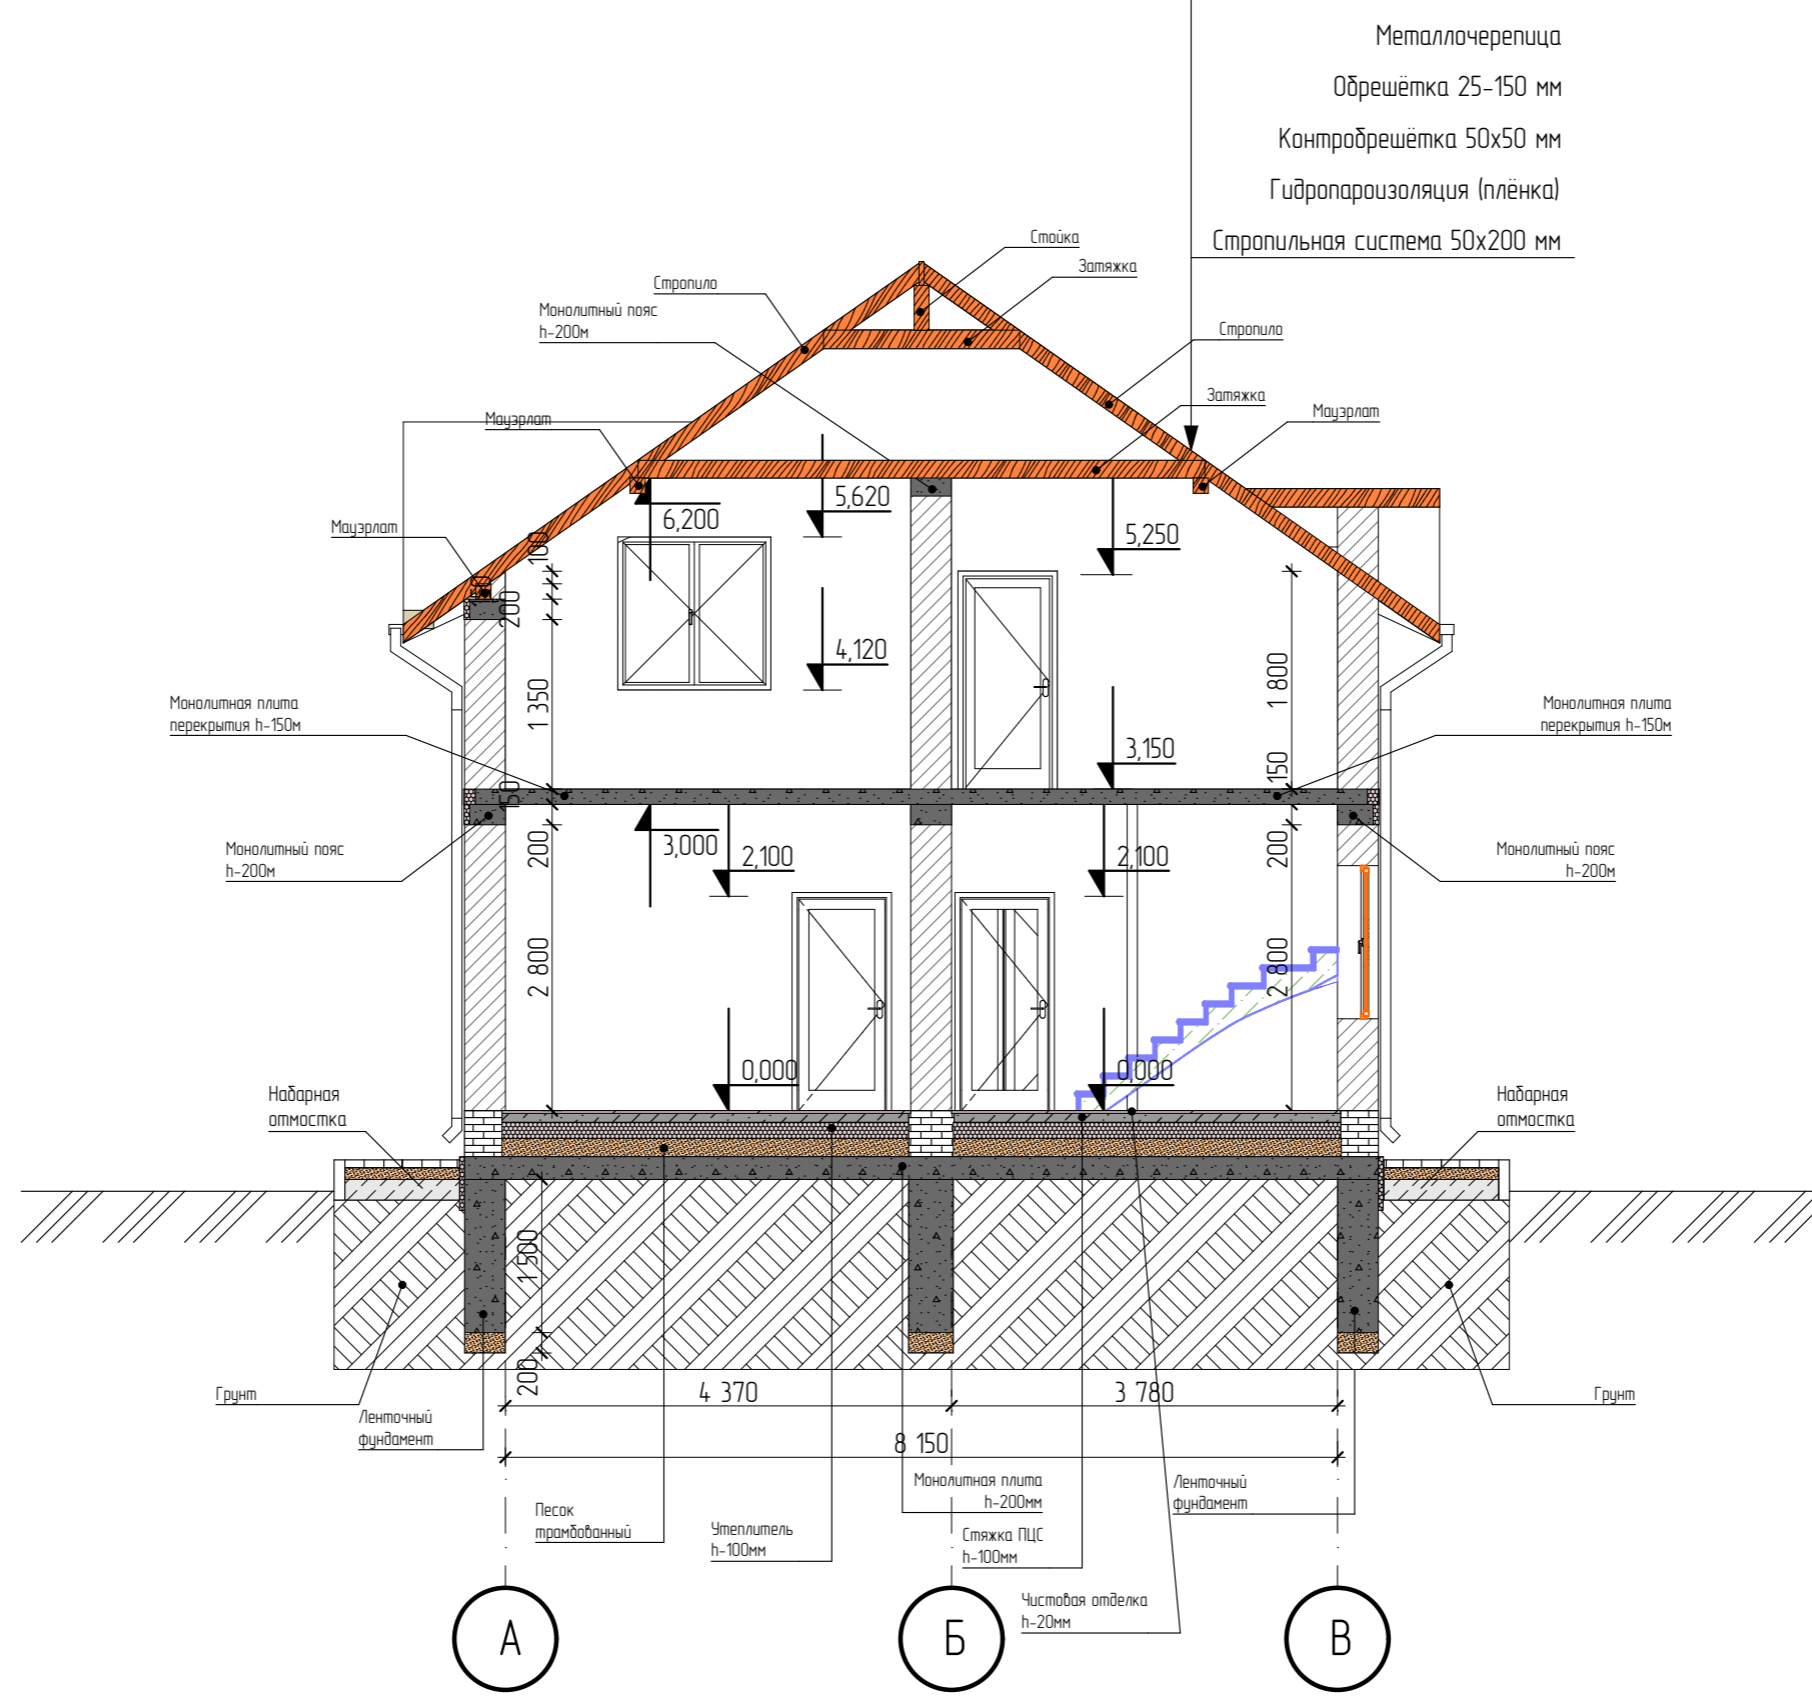 Металлочерепица
Обрешётка 25-150 мм
Контробрешётка 50х50 мм
Гидропароизоляция (плёнка)
Стропильная система 50х200 мм
Стойка
Затяжка
Стропило
Монолитный пояс
h-200м
Стропило
Затяжка
Мауэрлат
Мауэрлат
5,620
6,200
5,250
Мауэрлат
100
200
4,120
1 350
1 800
Монолитная плита
перекрытия h-150м
Монолитная плита
перекрытия h-150м
3,150
150
150
3,000
2,100
2,100
200
200
Монолитный пояс
h-200м
Монолитный пояс
h-200м
2 800
2 800
0,000
0,000
Набарная
отмостка
Набарная
отмостка
1 500
200
4 370
3 780
8 150
Грунт
Грунт
Ленточный
фундамент
Монолитная плита
h-200мм
Ленточный
фундамент
Песок
трамбованный
Утеплитель
h-100мм
Стяжка ПЦС
h-100мм
Чистовая отделка
h-20мм
А
Б
В